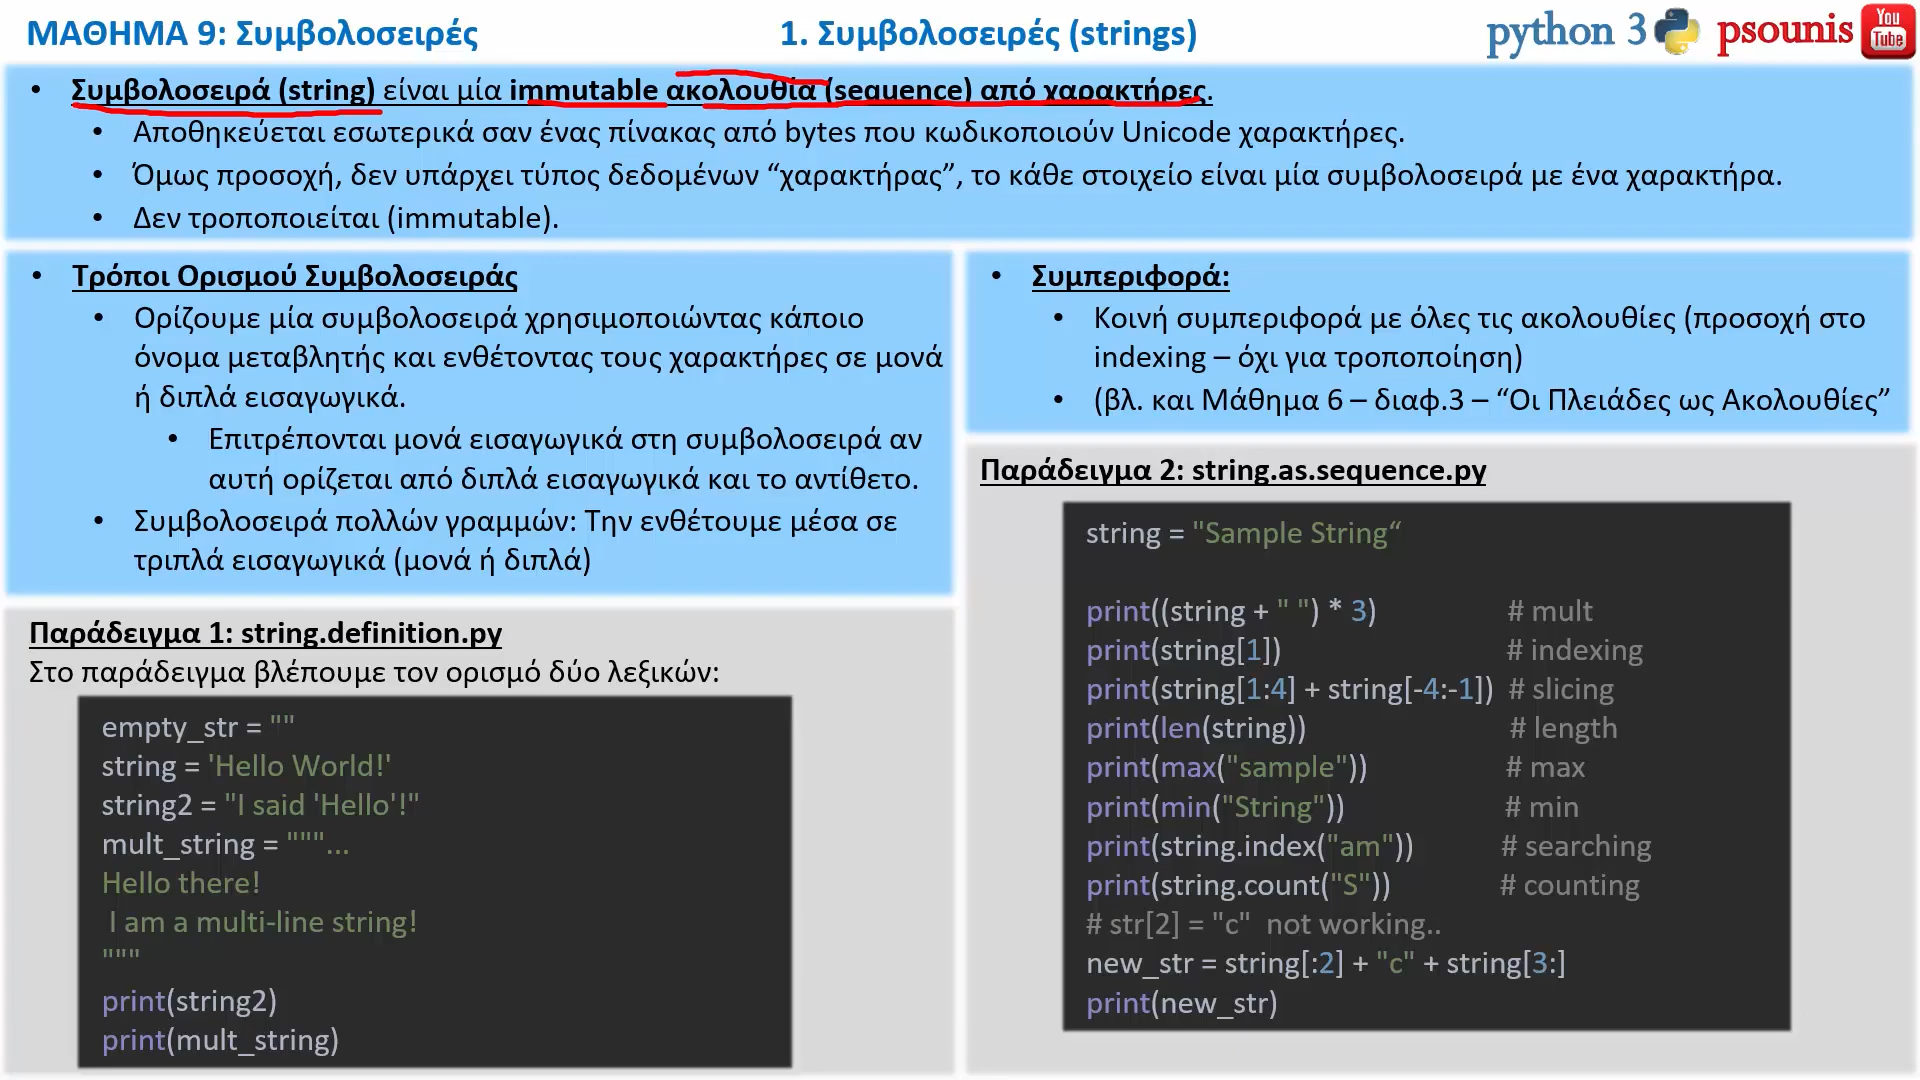 ΜΑΘΗΜΑ 9: Συμβολοσειρές
1. Συμβολοσειρές (strings)
python 3
psounis
You
Tube
• Συμβολοσειρά (string) είναι μία immutable ακολουθία (sequence) από χαρακτήρες.
• Αποθηκεύεται εσωτερικά σαν ένας πίνακας από bytes που κωδικοποιούν Unicode χαρακτήρες.
• Όμως προσοχή, δεν υπάρχει τύπος δεδομένων “χαρακτήρας”, το κάθε στοιχείο είναι μία συμβολοσειρά με ένα χαρακτήρα.
• Δεν τροποποιείται (immutable).
• Τρόποι Ορισμού Συμβολοσειράς
• Ορίζουμε μία συμβολοσειρά χρησιμοποιώντας κάποιο
όνομα μεταβλητής και ενθέτοντας τους χαρακτήρες σε μονά
ή διπλά εισαγωγικά.
• Επιτρέπονται μονά εισαγωγικά στη συμβολοσειρά αν
αυτή ορίζεται από διπλά εισαγωγικά και το αντίθετο.
• Συμβολοσειρά πολλών γραμμών: Την ενθέτουμε μέσα σε
τριπλά εισαγωγικά (μονά ή διπλά)
Παράδειγμα 1: string.definition.py
Στο παράδειγμα βλέπουμε τον ορισμό δύο λεξικών:
empty_str = ""
string = 'Hello World!'
string2 = "I said 'Hello'!"
mult_string = """...
Hello there!
I am a multi-line string!
"""
print(string2)
print(mult_string)
• Συμπεριφορά:
• Κοινή συμπεριφορά με όλες τις ακολουθίες (προσοχή στο
indexing – όχι για τροποποίηση)
• (βλ. και Μάθημα 6 – διαφ.3 – “Οι Πλειάδες ως Ακολουθίες”
Παράδειγμα 2: string.as.sequence.py
string = "Sample String“
print((string + " ") * 3) # mult
print(string[1]) # indexing
print(string[1:4] + string[-4:-1]) # slicing
print(len(string)) # length
print(max("sample")) # max
print(min("String")) # min
print(string.index("am")) # searching
print(string.count("S")) # counting
# str[2] = "c" not working..
new_str = string[:2] + "c" + string[3:]
print(new_str)